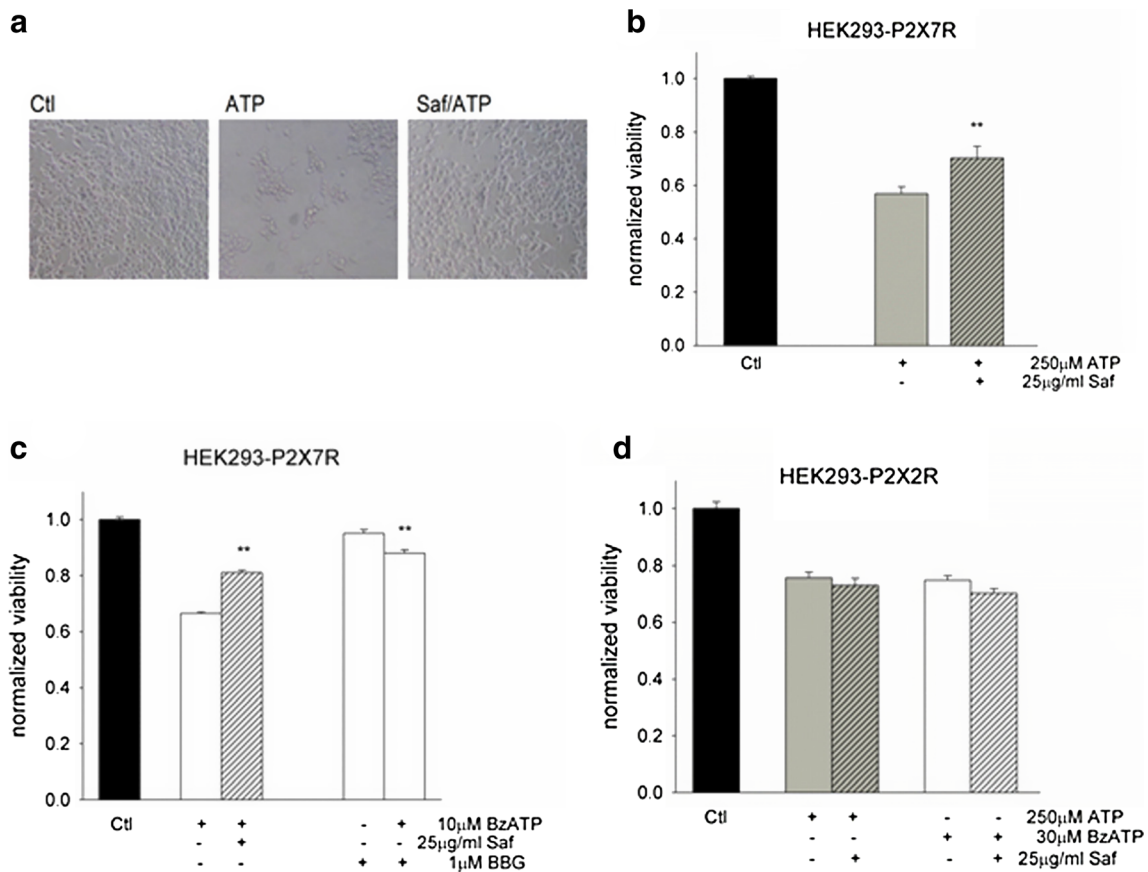 a
Ctl ATP Saf/ATP
b
HEK293-P2X7R
normalized viability
1.0
0.8
0.6
0.4
0.2
0.0
**
Ctl + + 250µM ATP
- + 25µg/ml Saf
c
HEK293-P2X7R
normalized viability
1.0
0.8
0.6
0.4
0.2
0.0
** **
Ctl + + - + 10µM BzATP
- + - - 25µg/ml Saf
- - + + 1µM BBG
d
HEK293-P2X2R
normalized viability
1.0
0.8
0.6
0.4
0.2
0.0
Ctl + + - - 250µM ATP
- - + + 30µM BzATP
- + - + 25µg/ml Saf